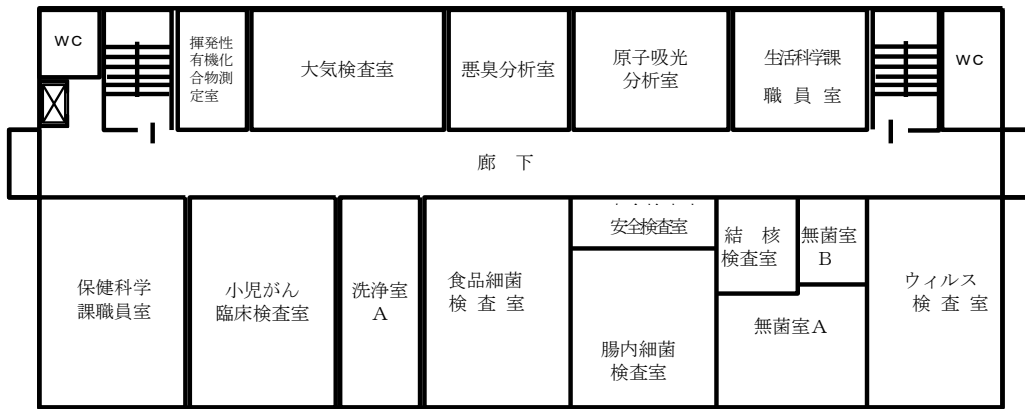 WC
揮発性
有機化
合物測
定室
大気検査室
悪臭分析室
原子吸光
分析室
生活科学課
職員室
WC
廊下
保健科学
課職員室
小児がん
臨床検査室
洗浄室
A
食品細菌
検査室
安全検査室
腸内細菌
検査室
結核
検査室
無菌室
B
無菌室A
ウィルス
検査室